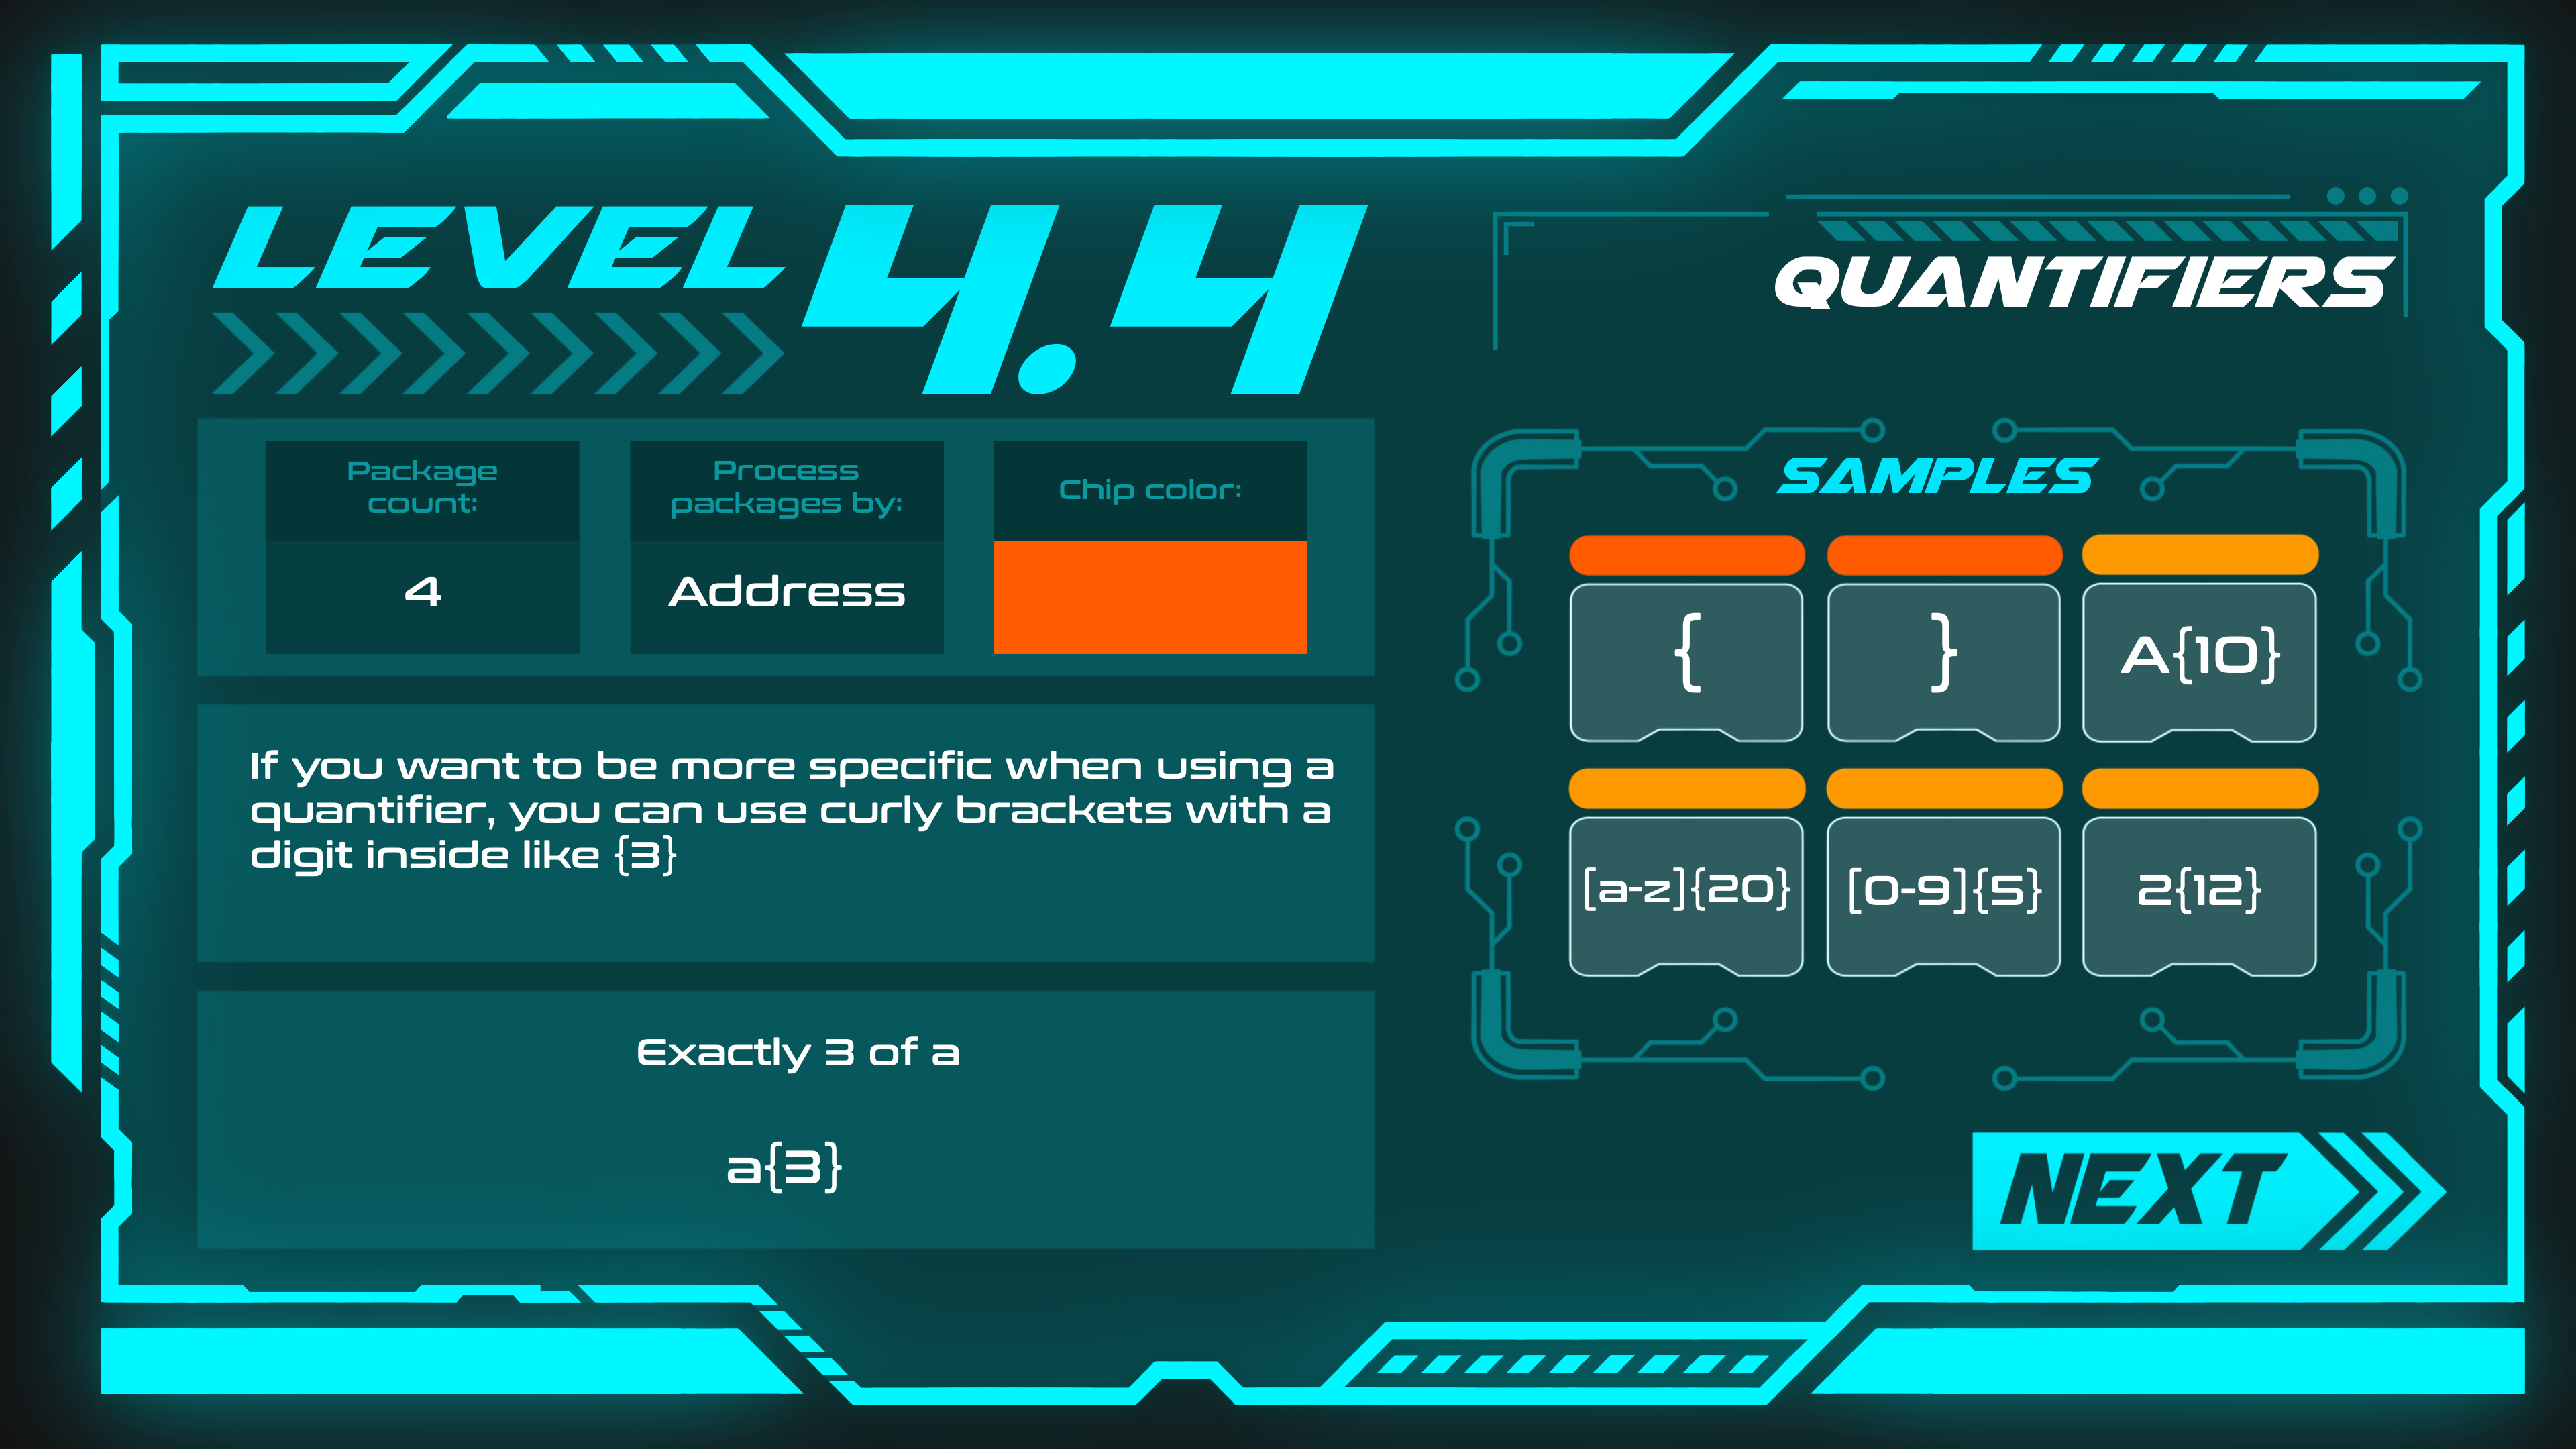 LEVEL 4.4
QUANTIFIERS
Package
count:
4
Process
packages by:
Address
Chip color:
If you want to be more specific when using a
quantifier, you can use curly brackets with a
digit inside like {3}
Exactly 3 of a
a{3}
SAMPLES
{
}
A{10}
[a-z]{20}
[0-9]{5}
2{12}
NEXT